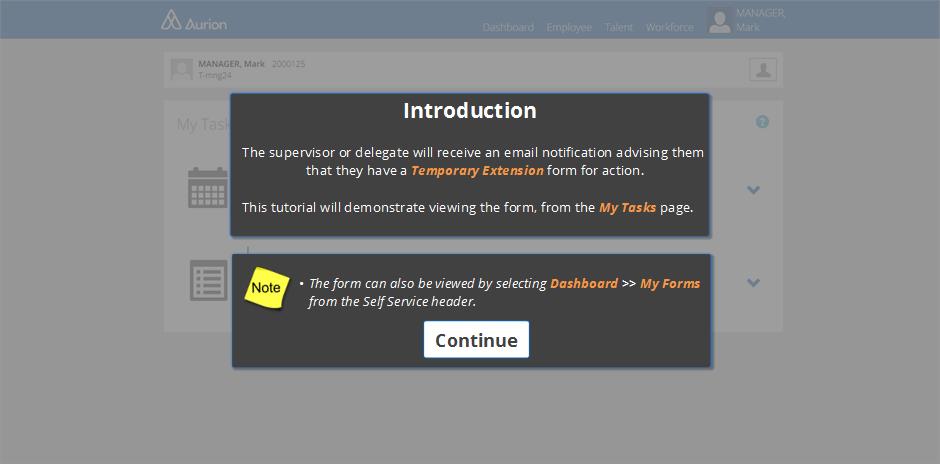 Aurion
Dashboard Employee Talent Workforce
MANAGER,
Mark
MANAGER, Mark 2000125
T-mng24
My Task
Introduction
The supervisor or delegate will receive an email notification advising them
that they have a Temporary Extension form for action.
This tutorial will demonstrate viewing the form, from the My Tasks page.
Note
• The form can also be viewed by selecting Dashboard >> My Forms
from the Self Service header.
Continue